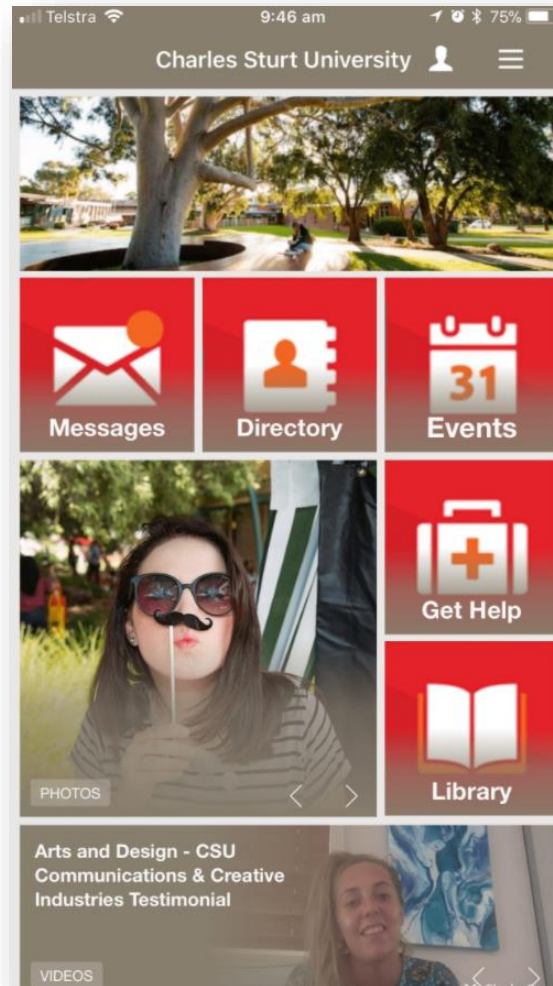 Telstra 9:46 am 75%
Charles Sturt University
Messages
Directory
31
Events
Get Help
PHOTOS
Library
Arts and Design - CSU
Communications & Creative
Industries Testimonial
VIDEOS